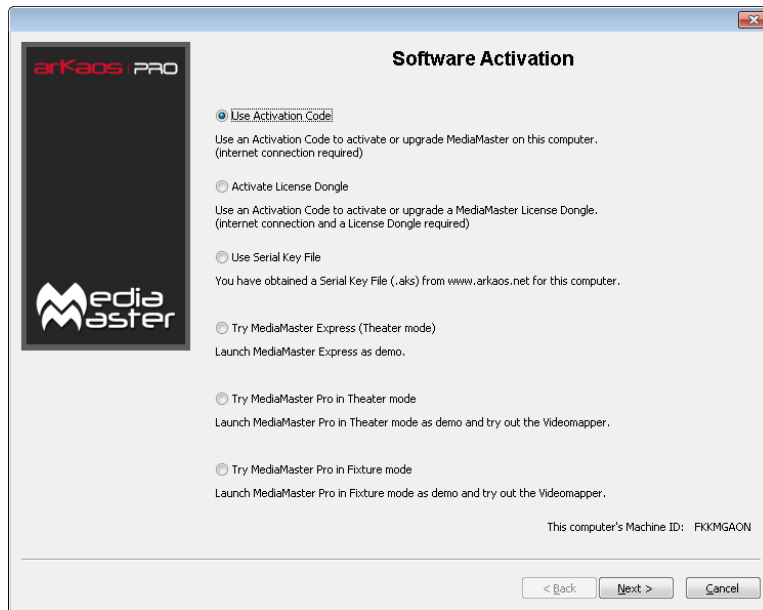 arkaos PRO
Media Master
Software Activation
Use Activation Code
Use an Activation Code to activate or upgrade MediaMaster on this computer.
(internet connection required)
Activate License Dongle
Use an Activation Code to activate or upgrade a MediaMaster License Dongle.
(internet connection and a License Dongle required)
Use Serial Key File
You have obtained a Serial Key File (.aks) from www.arkaos.net for this computer.
Try MediaMaster Express (Theater mode)
Launch MediaMaster Express as demo.
Try MediaMaster Pro in Theater mode
Launch MediaMaster Pro in Theater mode as demo and try out the Videomapper.
Try MediaMaster Pro in Fixture mode
Launch MediaMaster Pro in Fixture mode as demo and try out the Videomapper.
This computer's Machine ID: FKKMGAON
< Back Next > Cancel